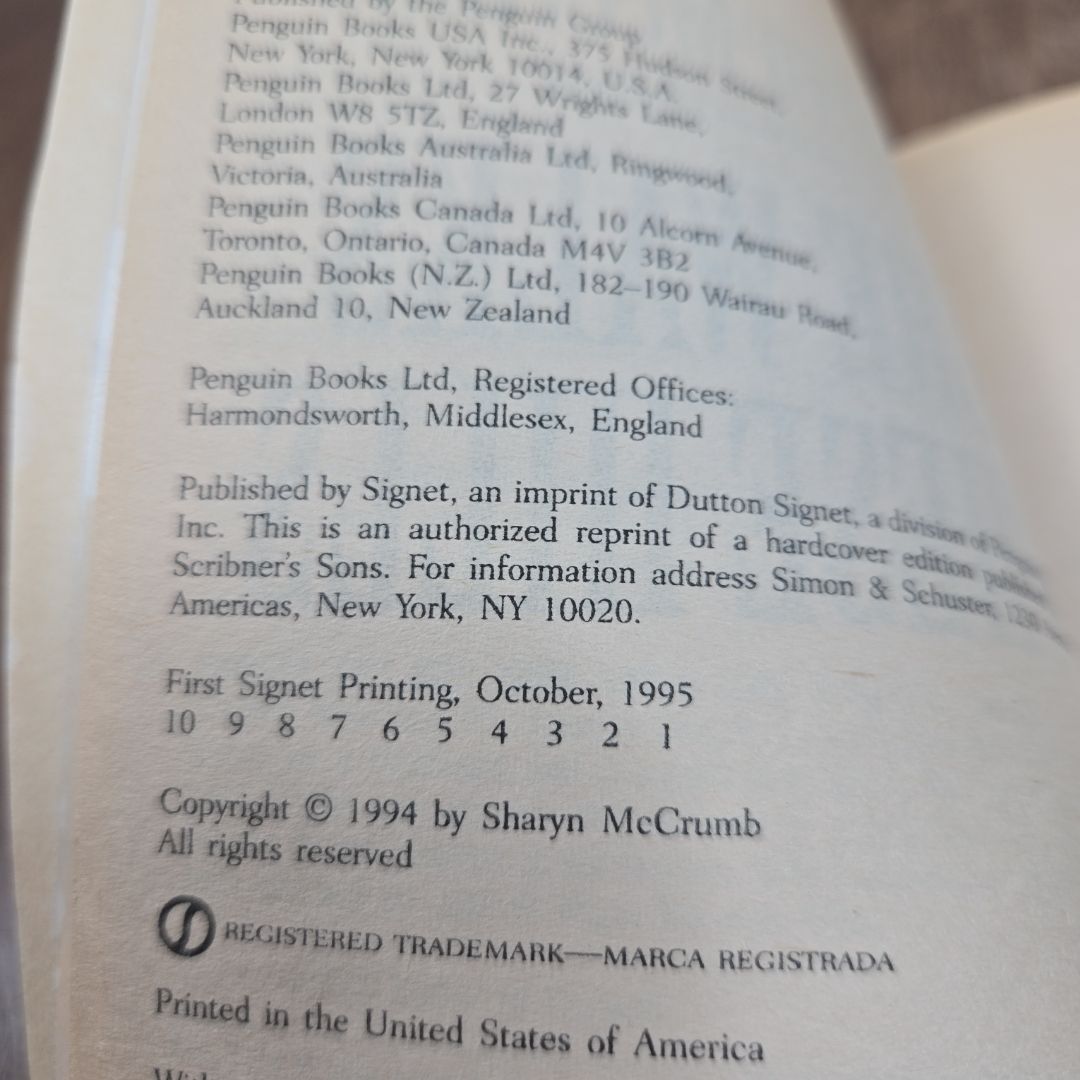 Published by the Penguin Group
Penguin Books USA Inc., 375 Hudson Street,
New York, New York 10014, U.S.A.
Penguin Books Ltd, 27 Wrights Lane,
London W8 5TZ, England
Penguin Books Australia Ltd, Ringwood,
Victoria, Australia
Penguin Books Canada Ltd, 10 Alcorn Avenue,
Toronto, Ontario, Canada M4V 3B2
Penguin Books (N.Z.) Ltd, 182–190 Wairau Road,
Auckland 10, New Zealand
Penguin Books Ltd, Registered Offices:
Harmondsworth, Middlesex, England
Published by Signet, an imprint of Dutton Signet, a division of
Inc. This is an authorized reprint of a hardcover edition
Scribner's Sons. For information address Simon & Schuster, 1230
Americas, New York, NY 10020.
First Signet Printing, October, 1995
10 9 8 7 6 5 4 3 2 1
Copyright © 1994 by Sharyn McCrumb
All rights reserved
REGISTERED TRADEMARK—MARCA REGISTRADA
Printed in the United States of America